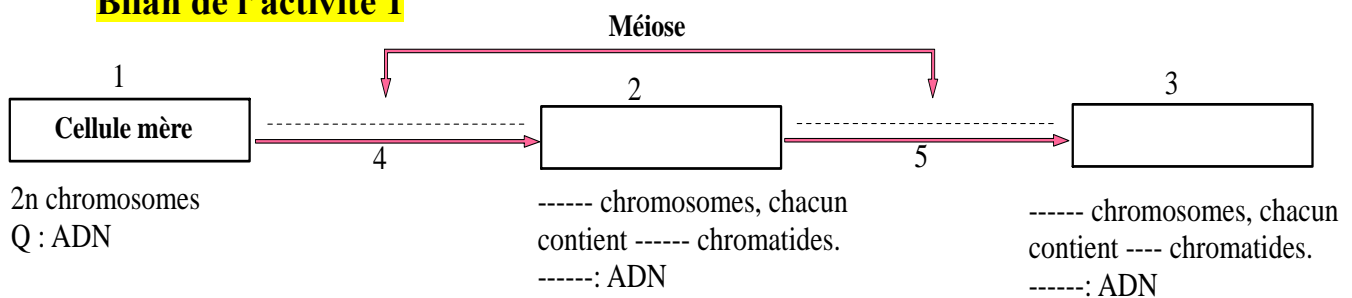 Bilan de l'activité 1
Méiose
1
2
3
Cellule mère
--------------------------
--------------------------
4
5
2n chromosomes
Q : ADN
------ chromosomes, chacun
contient ------ chromatides.
------: ADN
------ chromosomes, chacun
contient ---- chromatides.
------: ADN